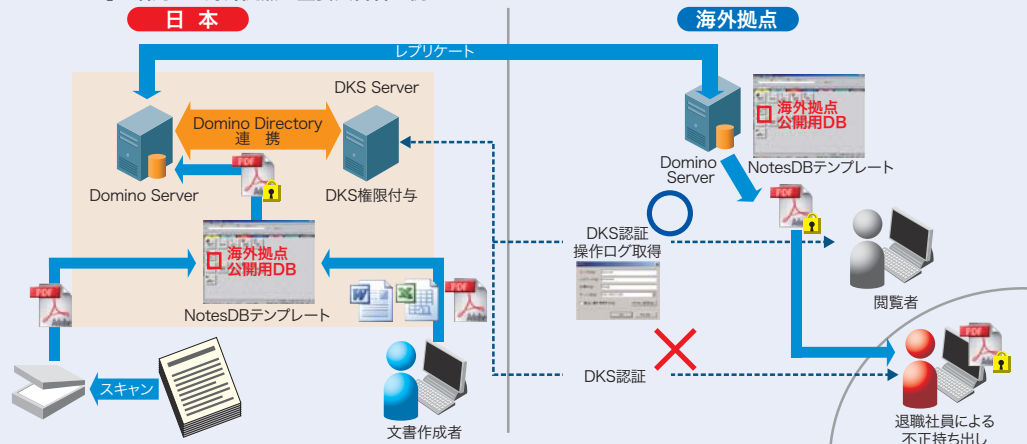 日 本
海外拠点
レプリケート
DKS Server
Domino Directory
連 携
Domino Server
DKS権限付与
PDF
海外拠点
公開用DB
NotesDBテンプレート
PDF
PDF
スキャン
文書作成者
海外拠点
公開用DB
Domino
Server
NotesDBテンプレート
PDF
DKS認証
操作ログ取得
閲覧者
DKS認証
PDF
退職社員による
不正持ち出し